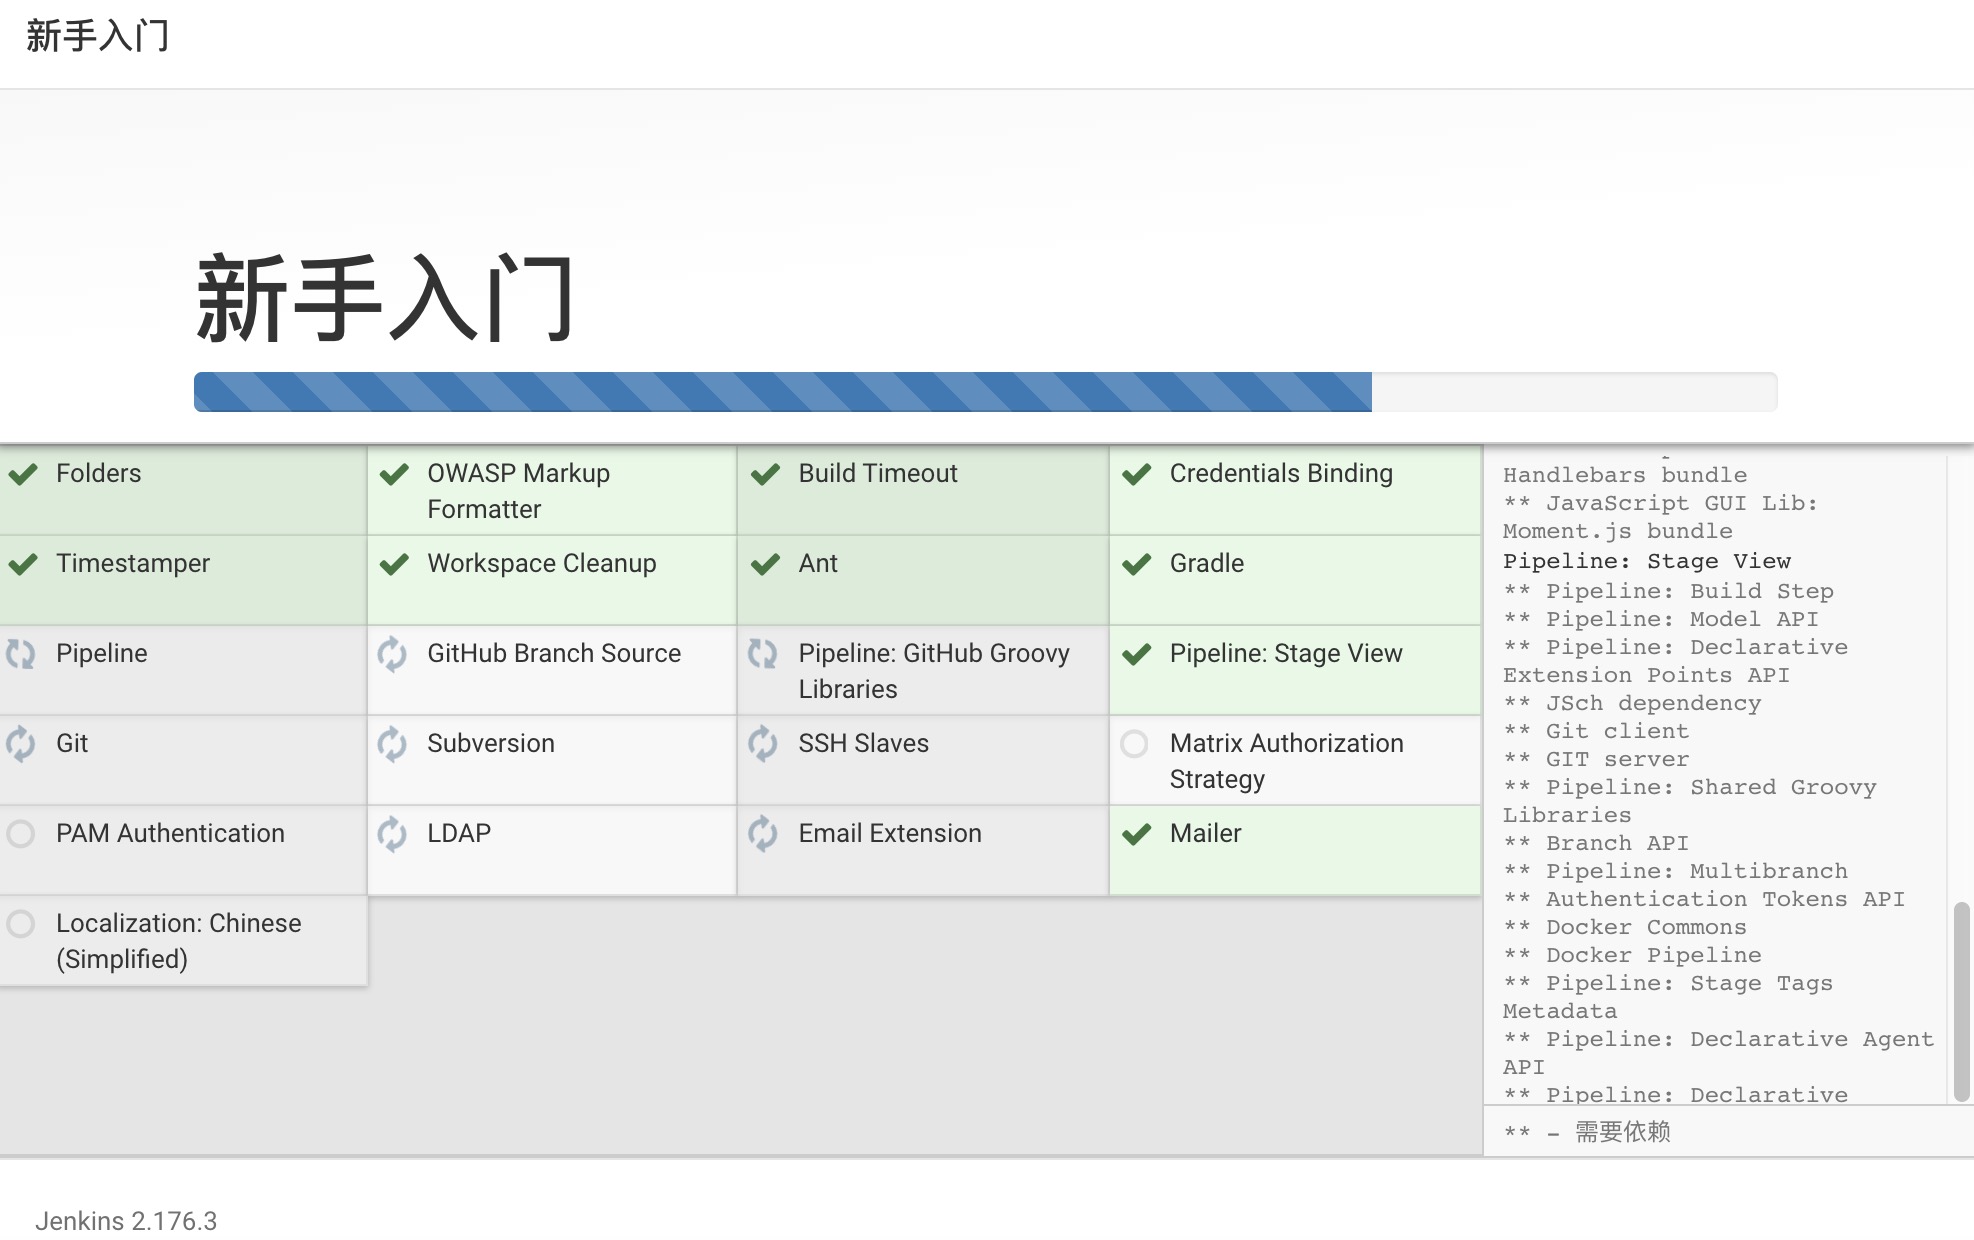 新手入门
新手入门
Folders
OWASP Markup
Formatter
Build Timeout
Credentials Binding
Timestamper
Workspace Cleanup
Ant
Gradle
Pipeline
GitHub Branch Source
Pipeline: GitHub Groovy
Libraries
Pipeline: Stage View
Git
Subversion
SSH Slaves
Matrix Authorization
Strategy
PAM Authentication
LDAP
Email Extension
Mailer
Localization: Chinese
(Simplified)
Handlebars bundle
** JavaScript GUI Lib:
Moment.js bundle
Pipeline: Stage View
** Pipeline: Build Step
** Pipeline: Model API
** Pipeline: Declarative
Extension Points API
** JSch dependency
** Git client
** GIT server
** Pipeline: Shared Groovy
Libraries
** Branch API
** Pipeline: Multibranch
** Authentication Tokens API
** Docker Commons
** Docker Pipeline
** Pipeline: Stage Tags
Metadata
** Pipeline: Declarative Agent
API
** Pipeline: Declarative
** - 需要依赖
Jenkins 2.176.3